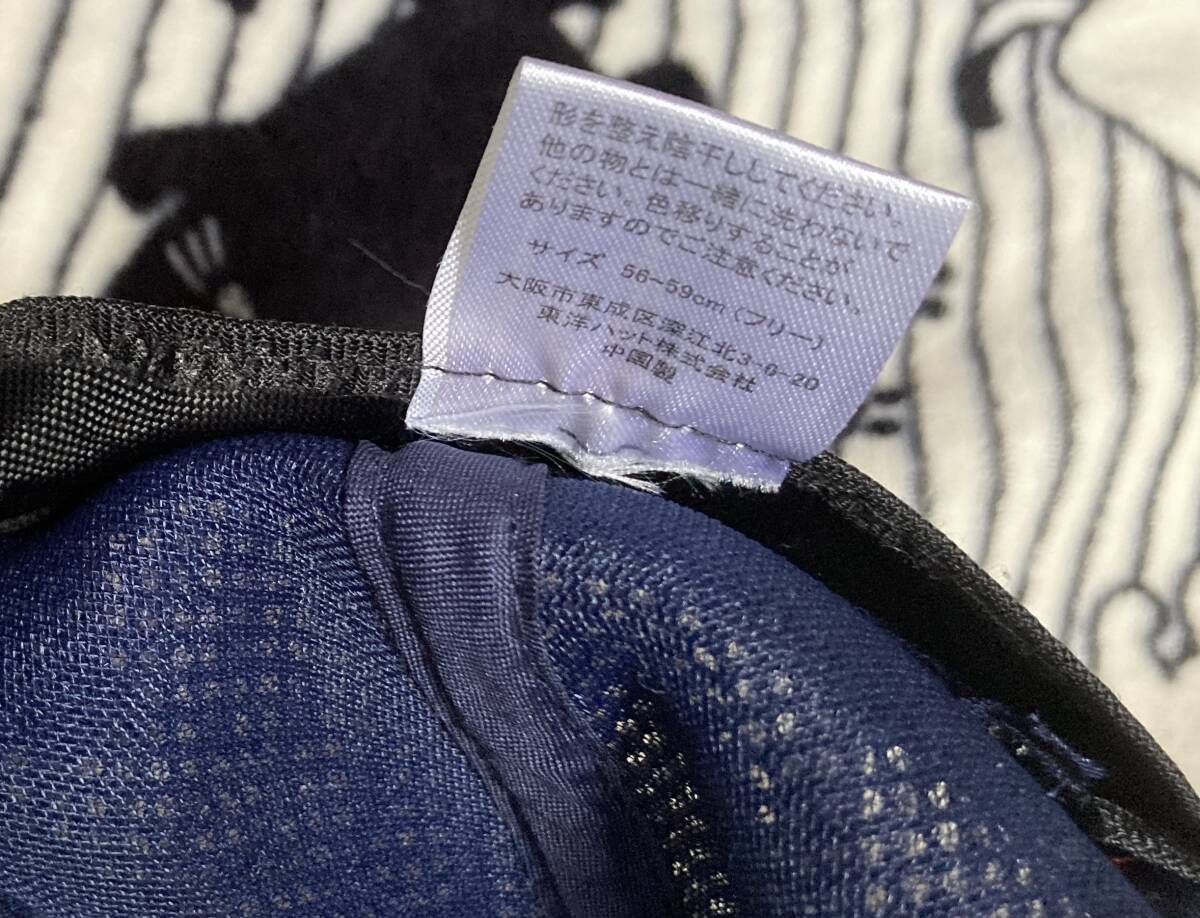 形を整え陰干ししてください。
他の物とは一緒に洗わないで
ください。色移りすることが
ありますのでご注意ください。
サイズ 56~59cm(フリー)
大阪市東成区深江北3-6-20
東洋ハット株式会社
中国製